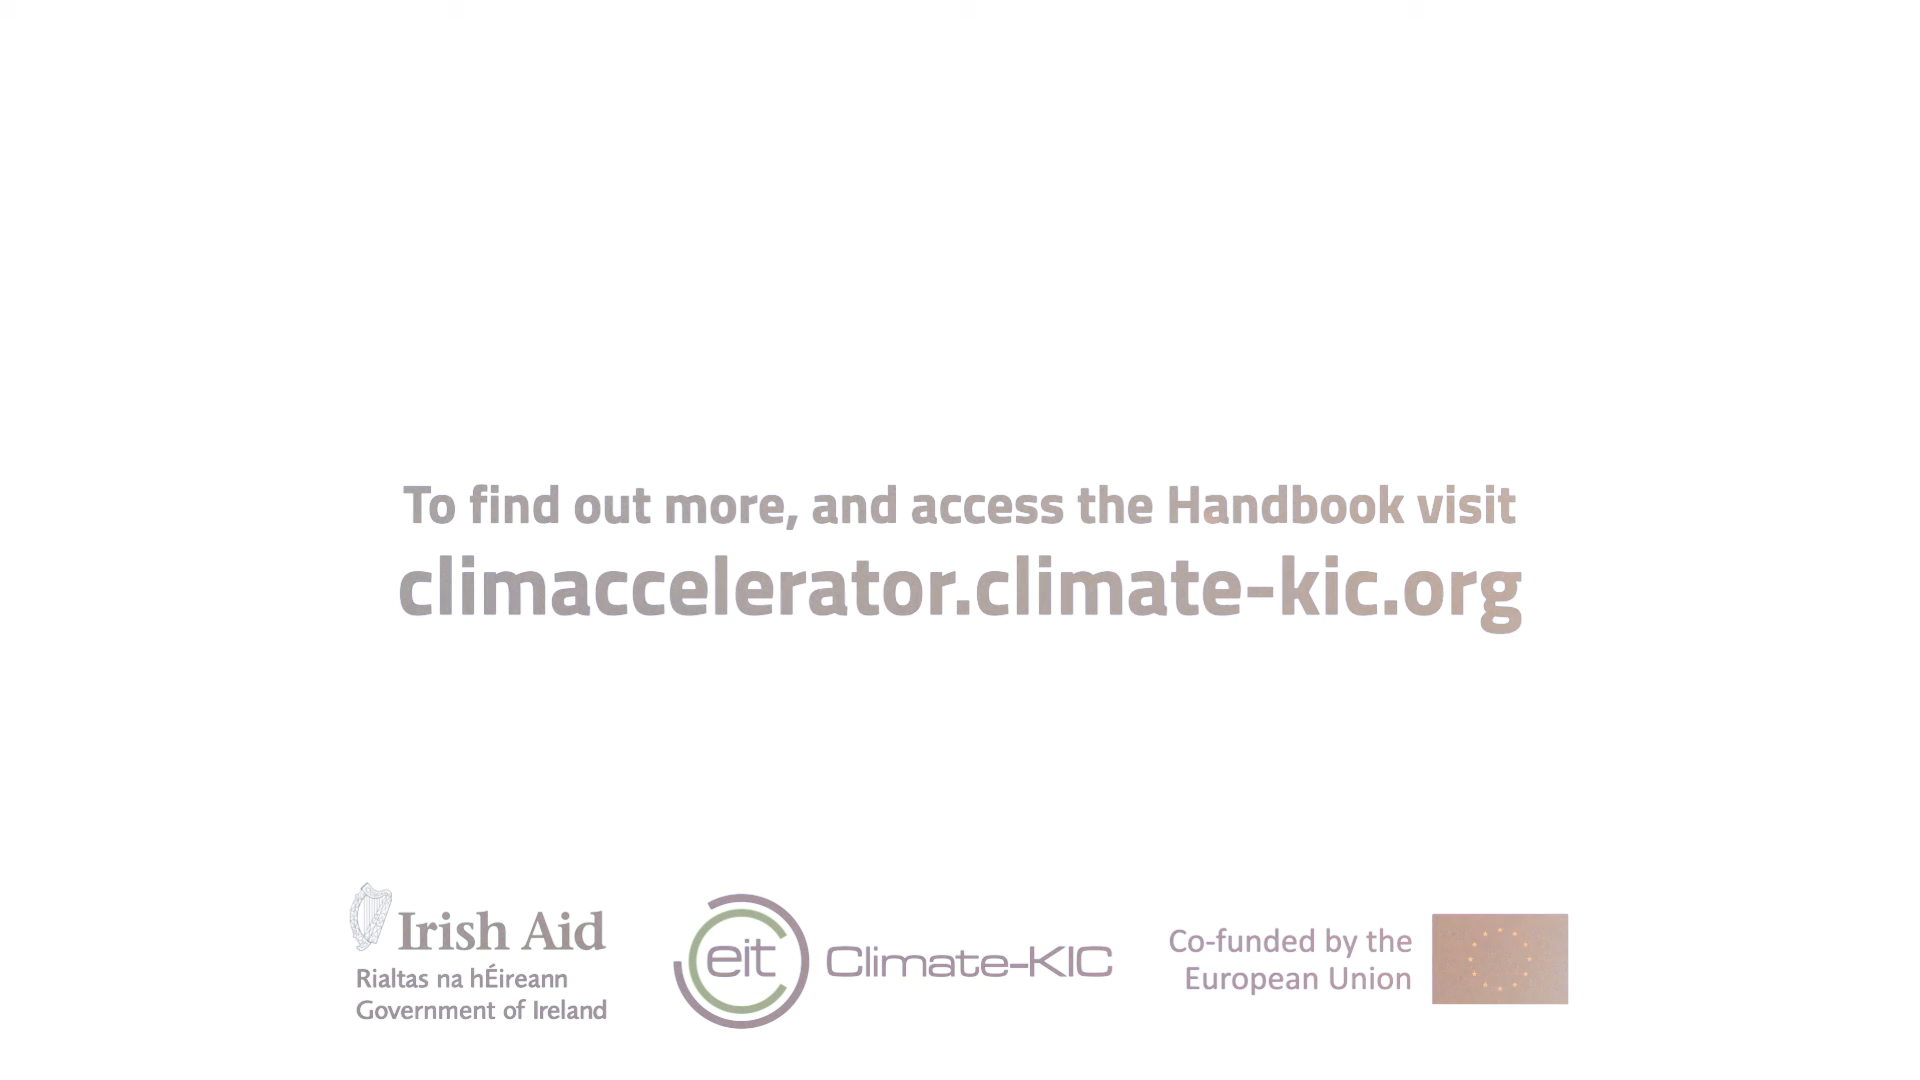 To find out more, and access the Handbook visit
climaccelerator.climate-kic.org
Irish Aid
Rialtas na hÉireann
Government of Ireland
eit Climate-KIC
Co-funded by the
European Union